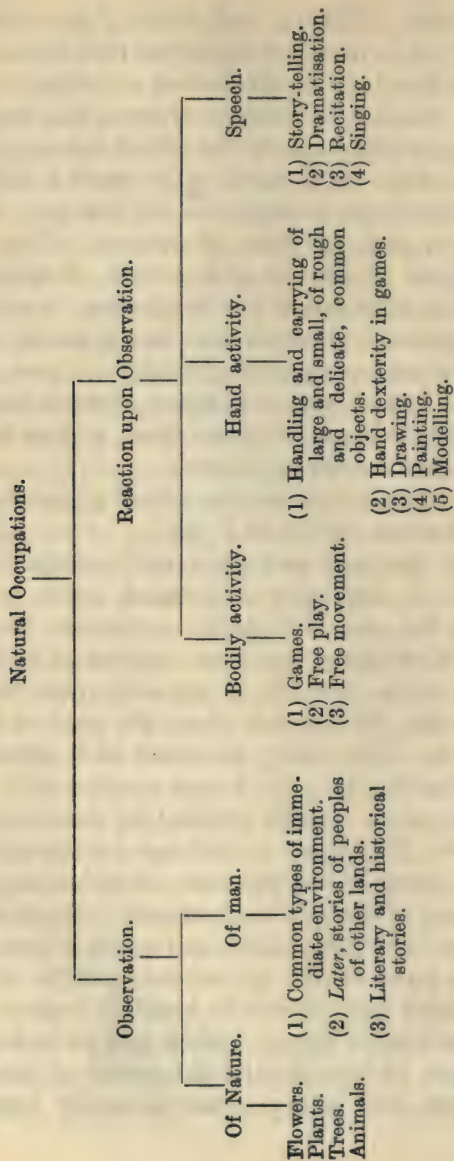 Natural Occupations.
Observation.
Reaction upon Observation.
Of Nature.
Of man.
Bodily activity.
Hand activity.
Speech.
Flowers.
Plants.
Trees.
Animals.
(1) Common types of imme-
diate environment.
(2) Later, stories of peoples
of other lands.
(3) Literary and historical
stories.
(1) Games.
(2) Free play.
(3) Free movement.
(1) Handling and carrying of
large and small, of rough
and delicate, common
objects.
(2) Hand dexterity in games.
(3) Drawing.
(4) Painting.
(5) Modelling.
(1) Story-telling.
(2) Dramatisation.
(3) Recitation.
(4) Singing.